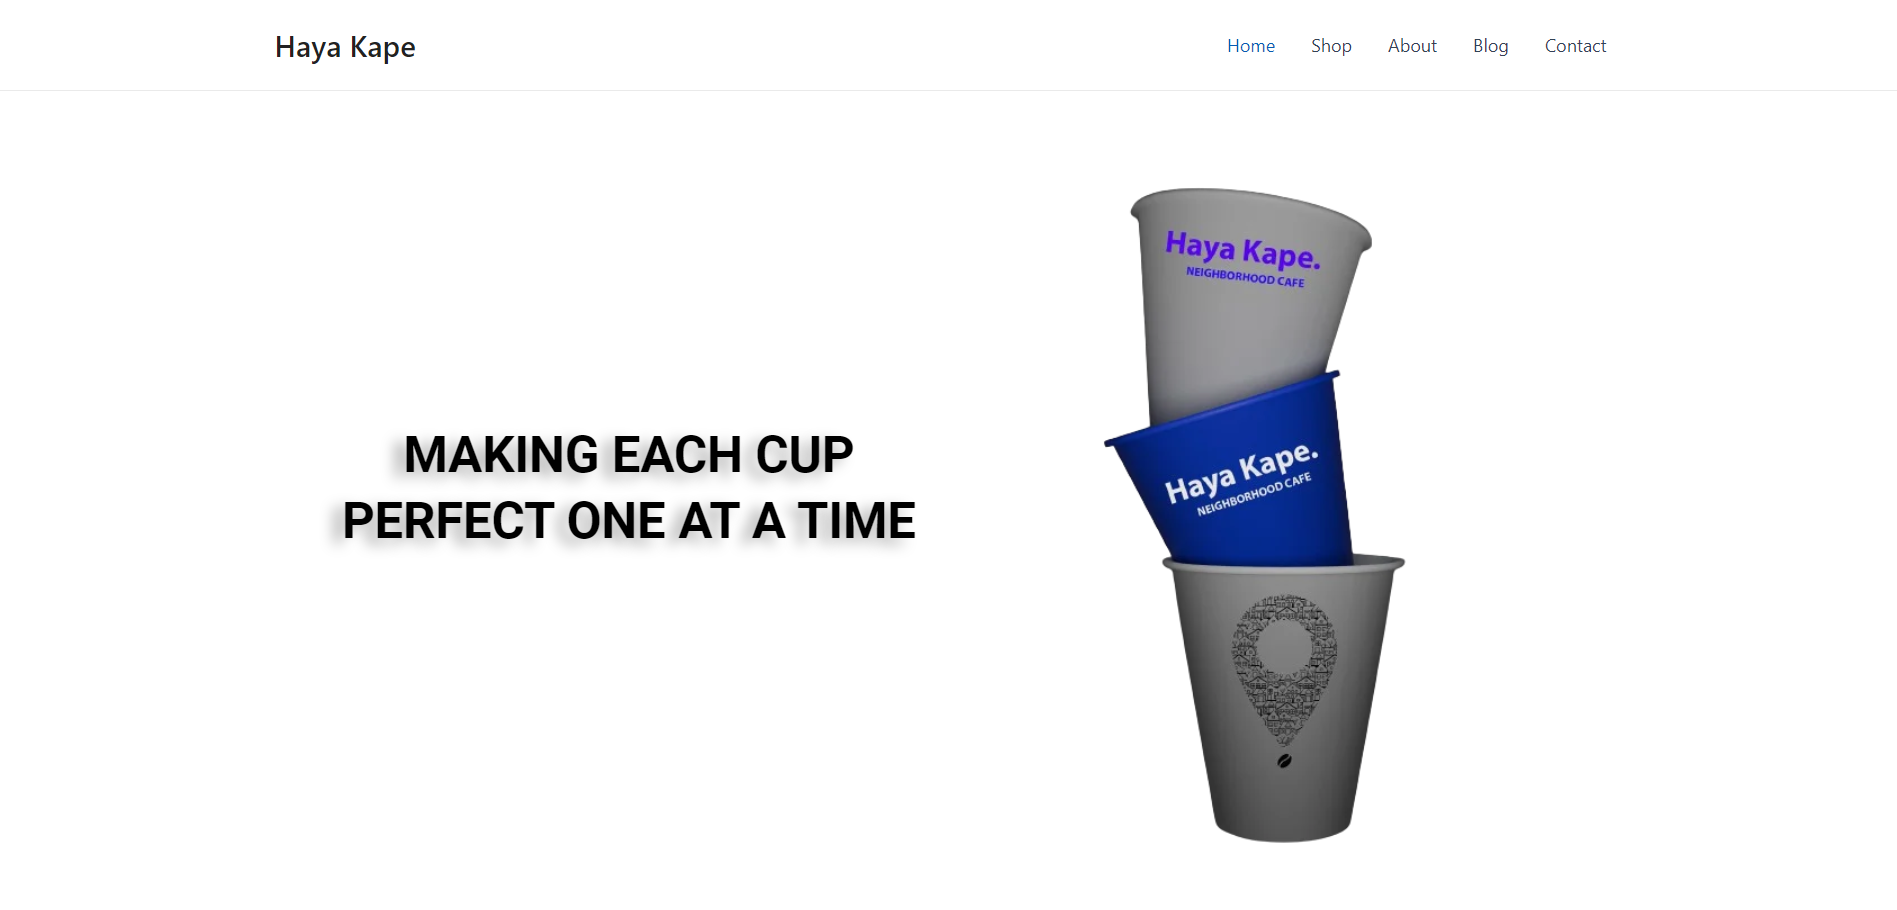 Haya Kape
Home Shop About Blog Contact
Haya Kape.
NEIGHBORHOOD CAFE
MAKING EACH CUP
PERFECT ONE AT A TIME
Haya Kape.
NEIGHBORHOOD CAFE